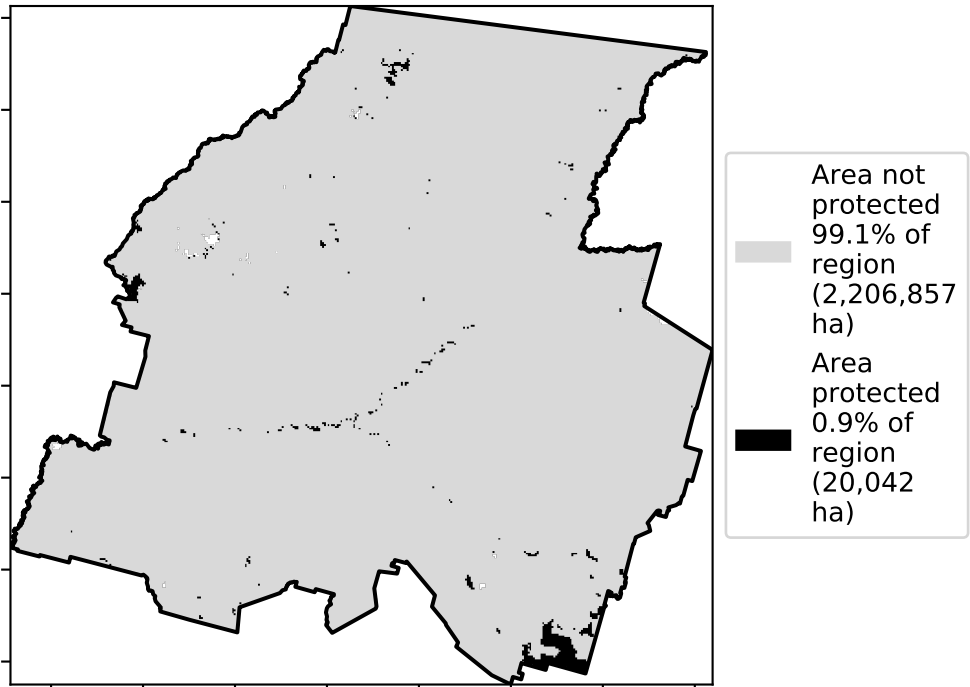 Area not
protected
99.1% of
region
(2,206,857
ha)
Area
protected
0.9% of
region
(20,042
ha)